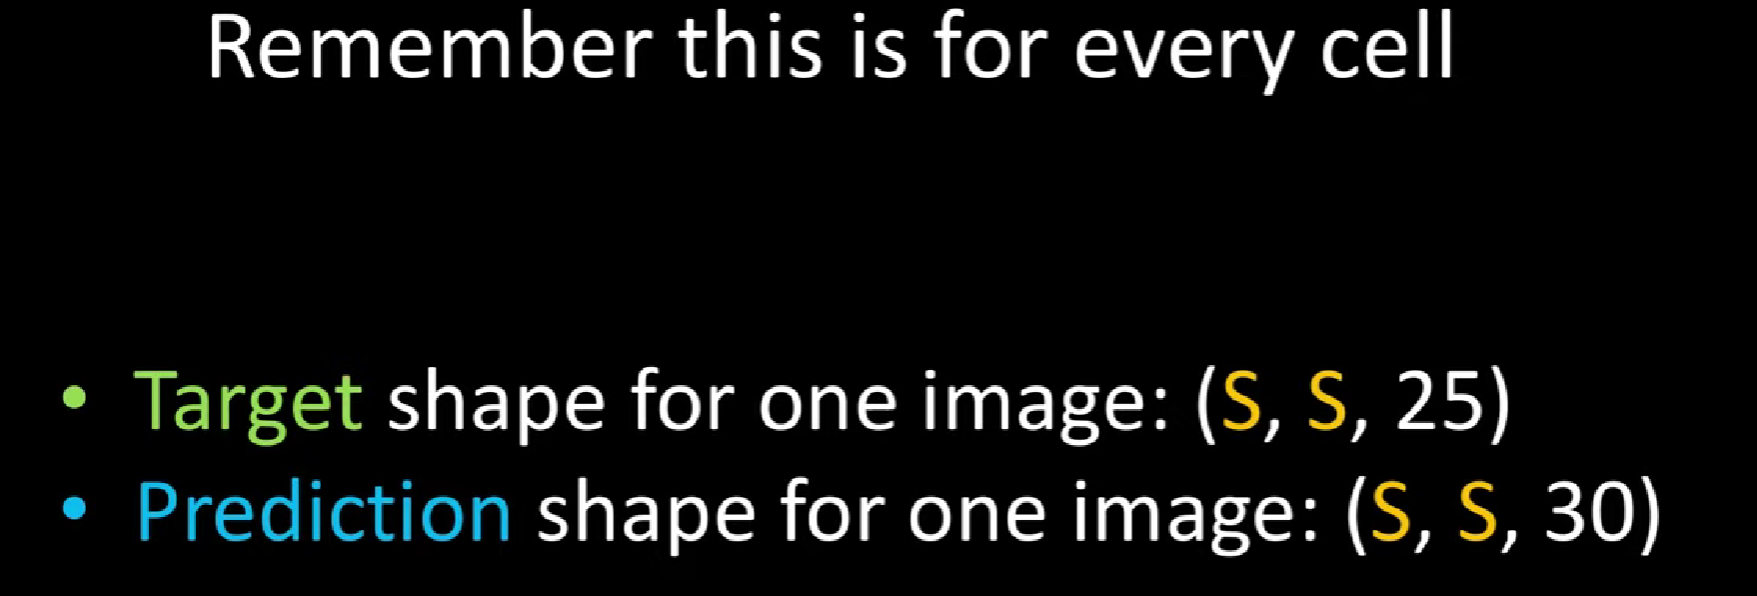 Remember this is for every cell
• Target shape for one image: (S, S, 25)
• Prediction shape for one image: (S, S, 30)